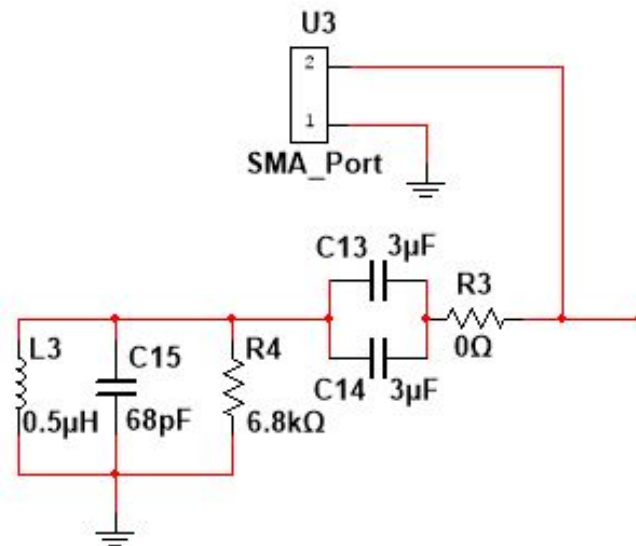 U3
2
1
SMA_Port
C13 3µF
R3
0Ω
C14 3µF
L3
0.5µH
C15
68pF
R4
6.8kΩ